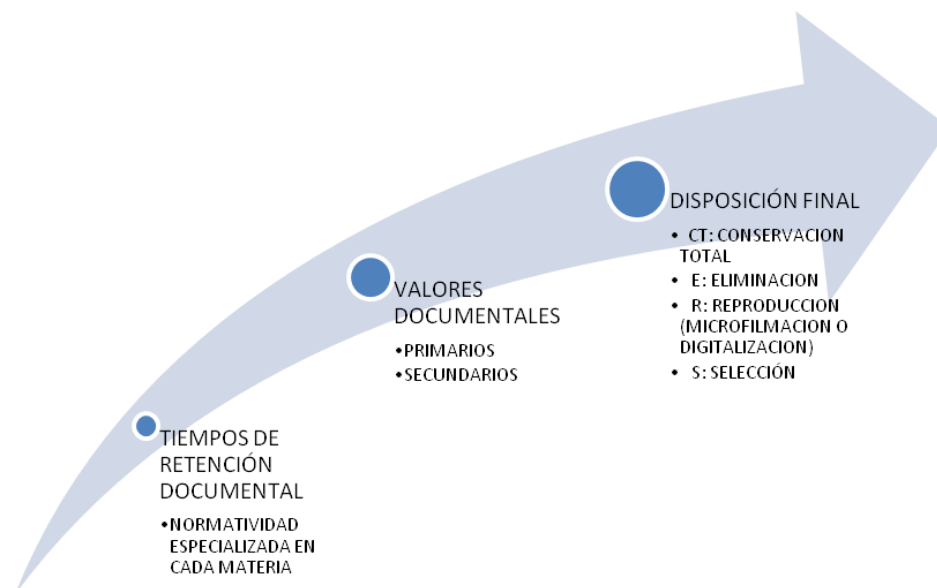 TIEMPOS DE
RETENCIÓN
DOCUMENTAL
•NORMATIVIDAD
ESPECIALIZADA EN
CADA MATERIA
VALORES
DOCUMENTALES
•PRIMARIOS
•SECUNDARIOS
DISPOSICIÓN FINAL
• CT: CONSERVACION
TOTAL
• E: ELIMINACION
• R: REPRODUCCION
(MICROFILMACION O
DIGITALIZACION)
• S: SELECCIÓN